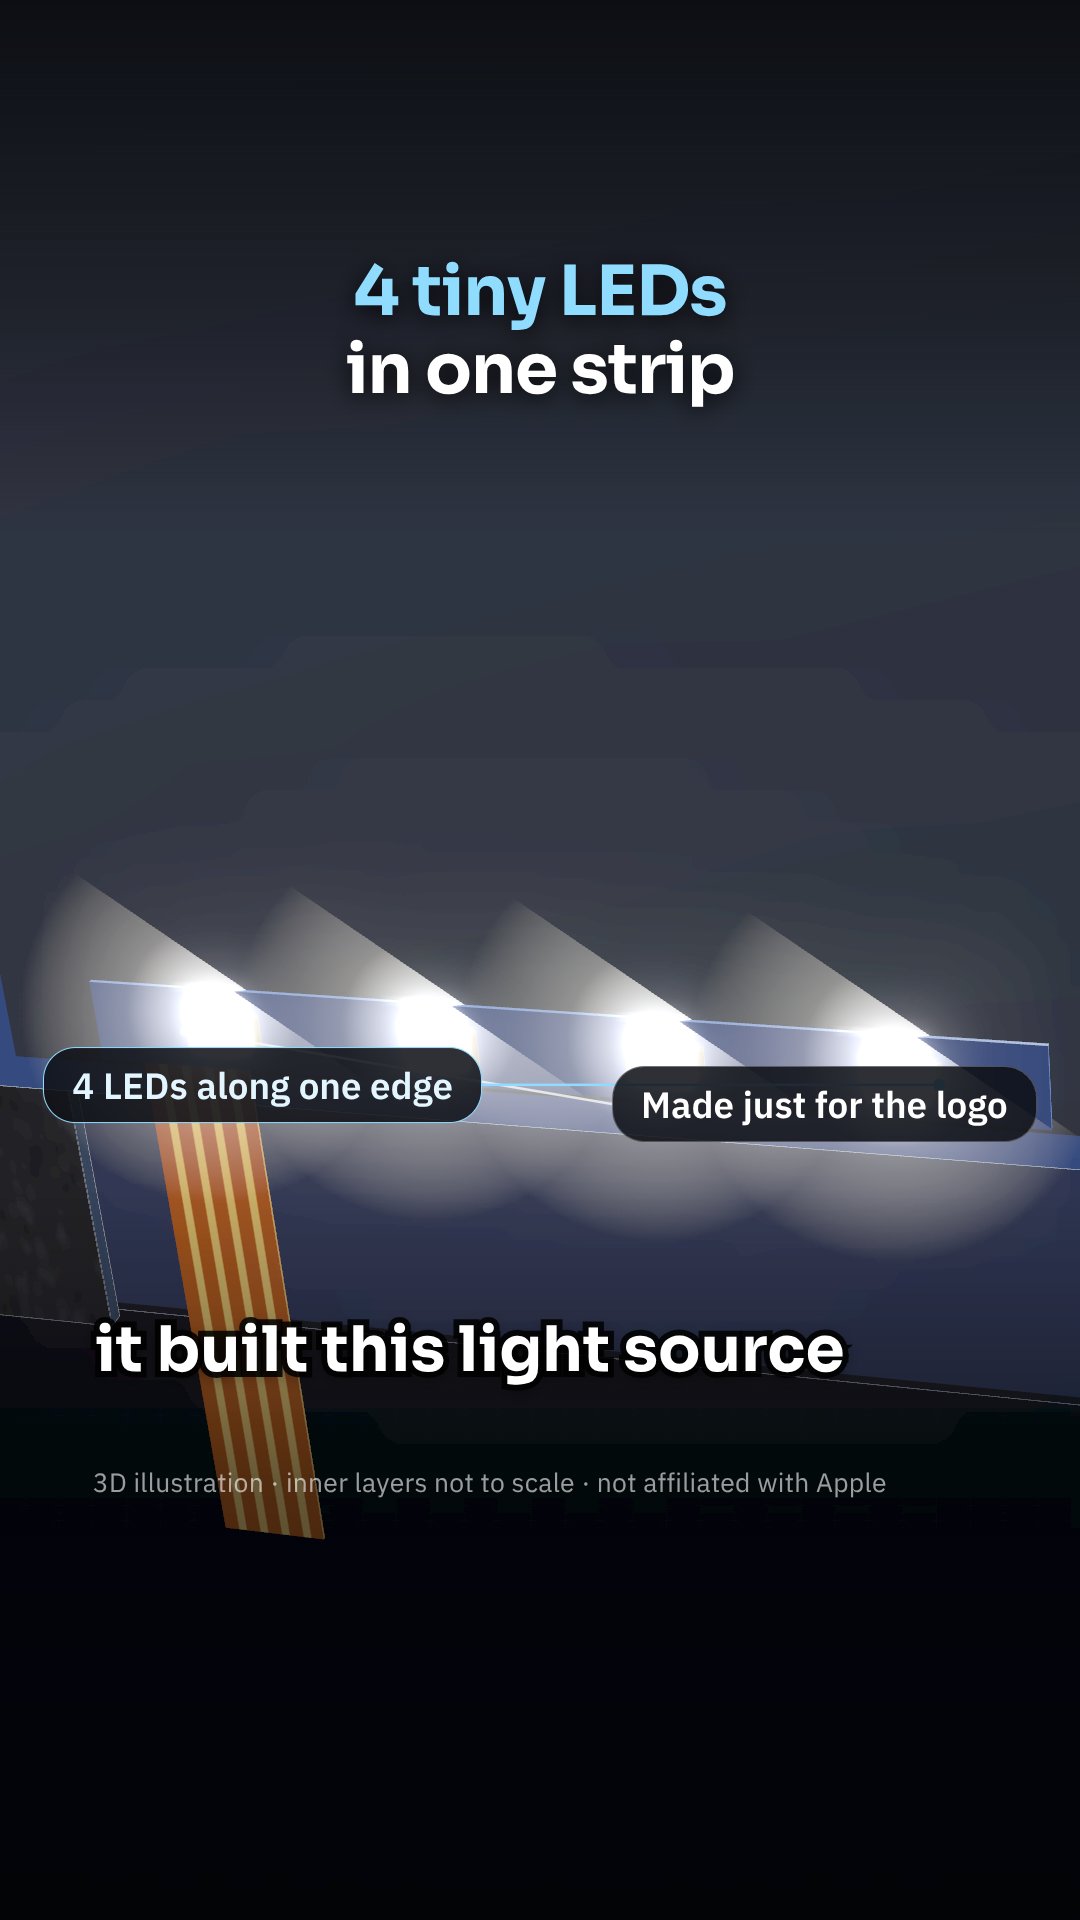 4 tiny LEDs
in one strip
4 LEDs along one edge
Made just for the logo
it built this light source
3D illustration · inner layers not to scale · not affiliated with Apple